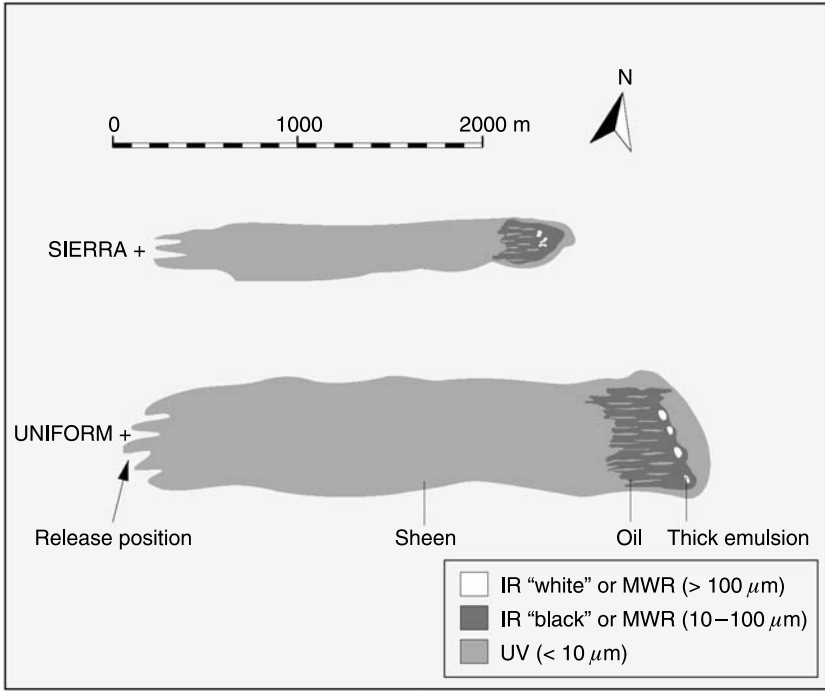 N
0 1000 2000 m
SIERRA +
UNIFORM +
Release position Sheen Oil Thick emulsion
IR “white” or MWR (> 100 μm)
IR “black” or MWR (10–100 μm)
UV (< 10 μm)